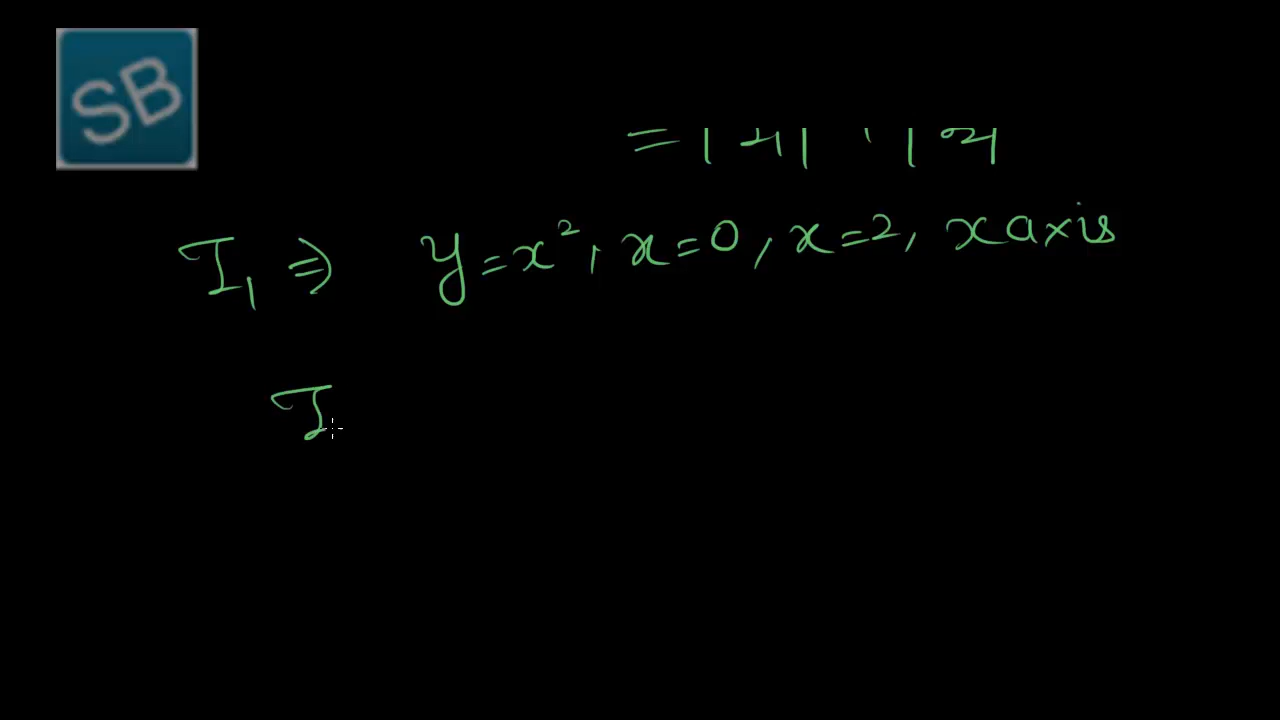 SB
I₁ ⇒ y = x², x = 0, x = 2, x axis
I